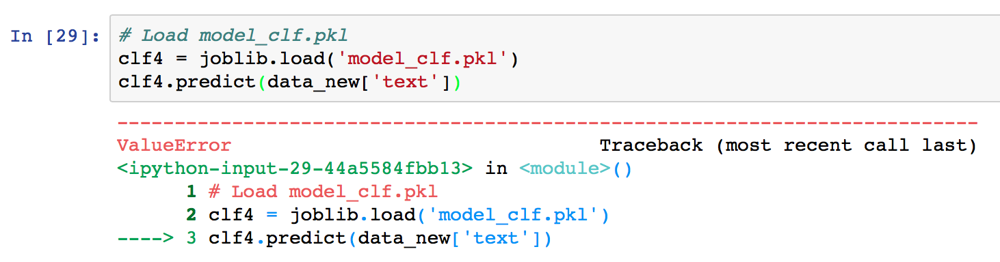 In [29]: # Load model_clf.pkl
clf4 = joblib.load('model_clf.pkl')
clf4.predict(data_new['text'])
---------------------------------------------------------------------------
ValueError                                Traceback (most recent call last)
<ipython-input-29-44a5584fbb13> in <module>()
      1 # Load model_clf.pkl
      2 clf4 = joblib.load('model_clf.pkl')
----> 3 clf4.predict(data_new['text'])